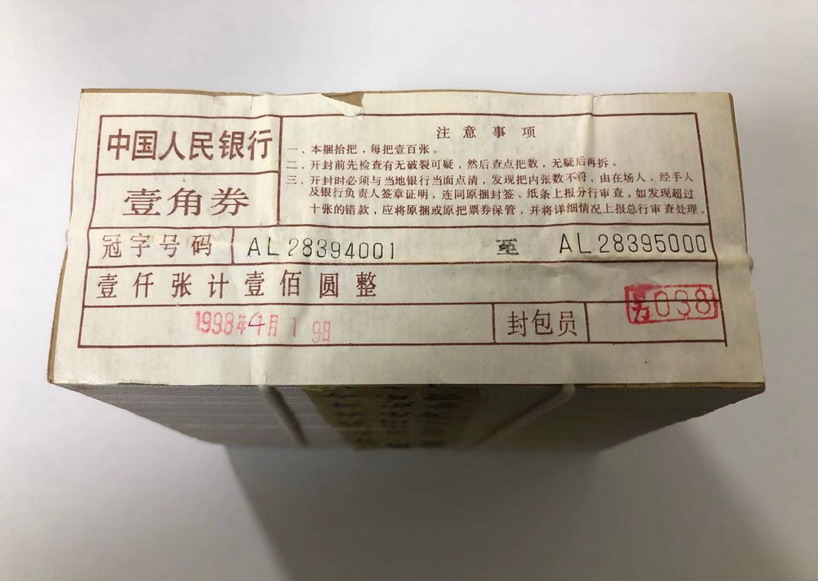 中国人民银行
壹角券
注意事项
一、本捆拾把，每把壹百张。
二、开封前先检查有无破裂可疑，然后查点把数，无疑后再拆。
三、开封时必须与当地银行当面点清，发现把内张数不符，由在场人、经手人
及银行负责人签章证明，连同原捆封签、纸条上报分行审查，如发现超过
十张的错款，应将原捆或原把票券保管，并将详细情况上报总行审查处理。
冠字号码 AL 28394001 至 AL 28395000
壹仟张计壹佰圆整
1998年4月19日 封包员 038